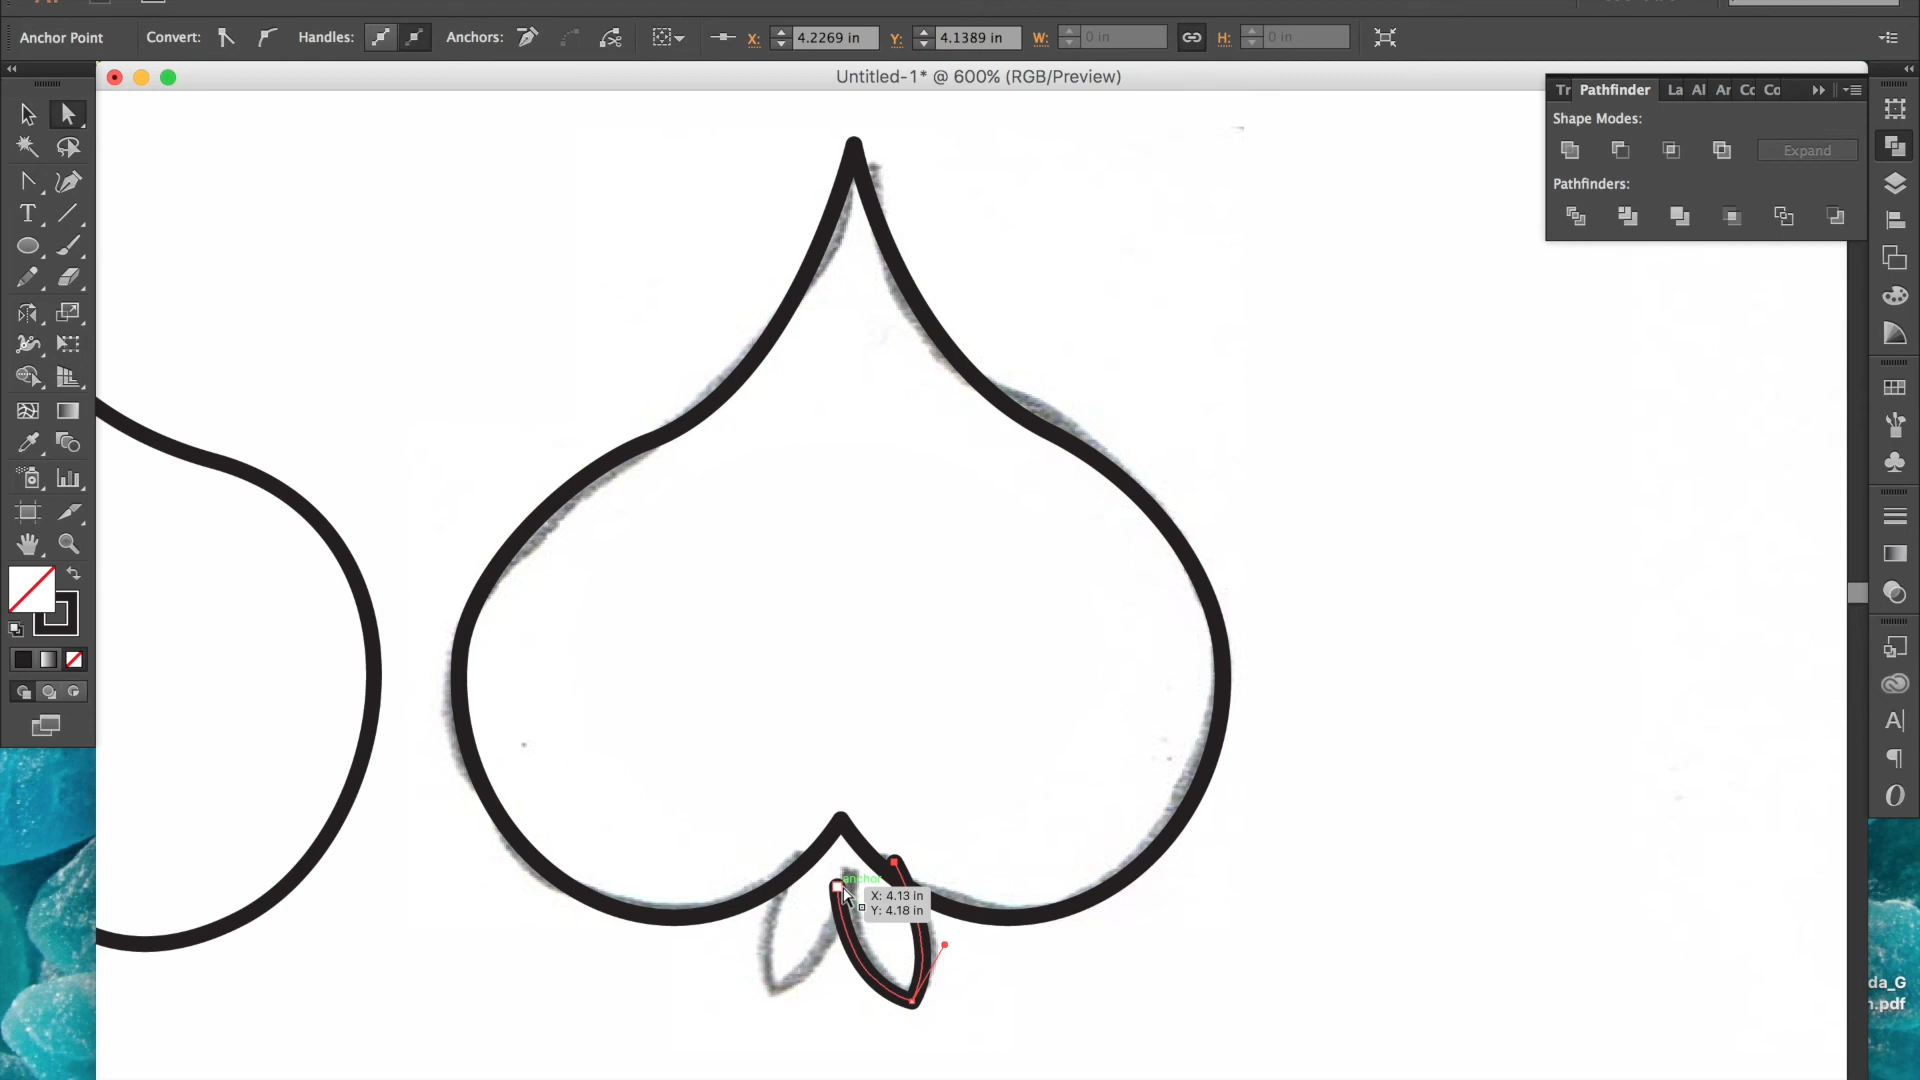 Anchor Point
Convert:
Handles:
Anchors:
X:
4.2269 in
Y:
4.1389 in
W:
0 in
H:
0 in
Untitled-1* @ 600% (RGB/Preview)
Tr
Pathfinder
La
Al
Ar
Cc
Co
Shape Modes:
Expand
Pathfinders:
anchor
X: 4.13 in
Y: 4.18 in
da_G
.pdf